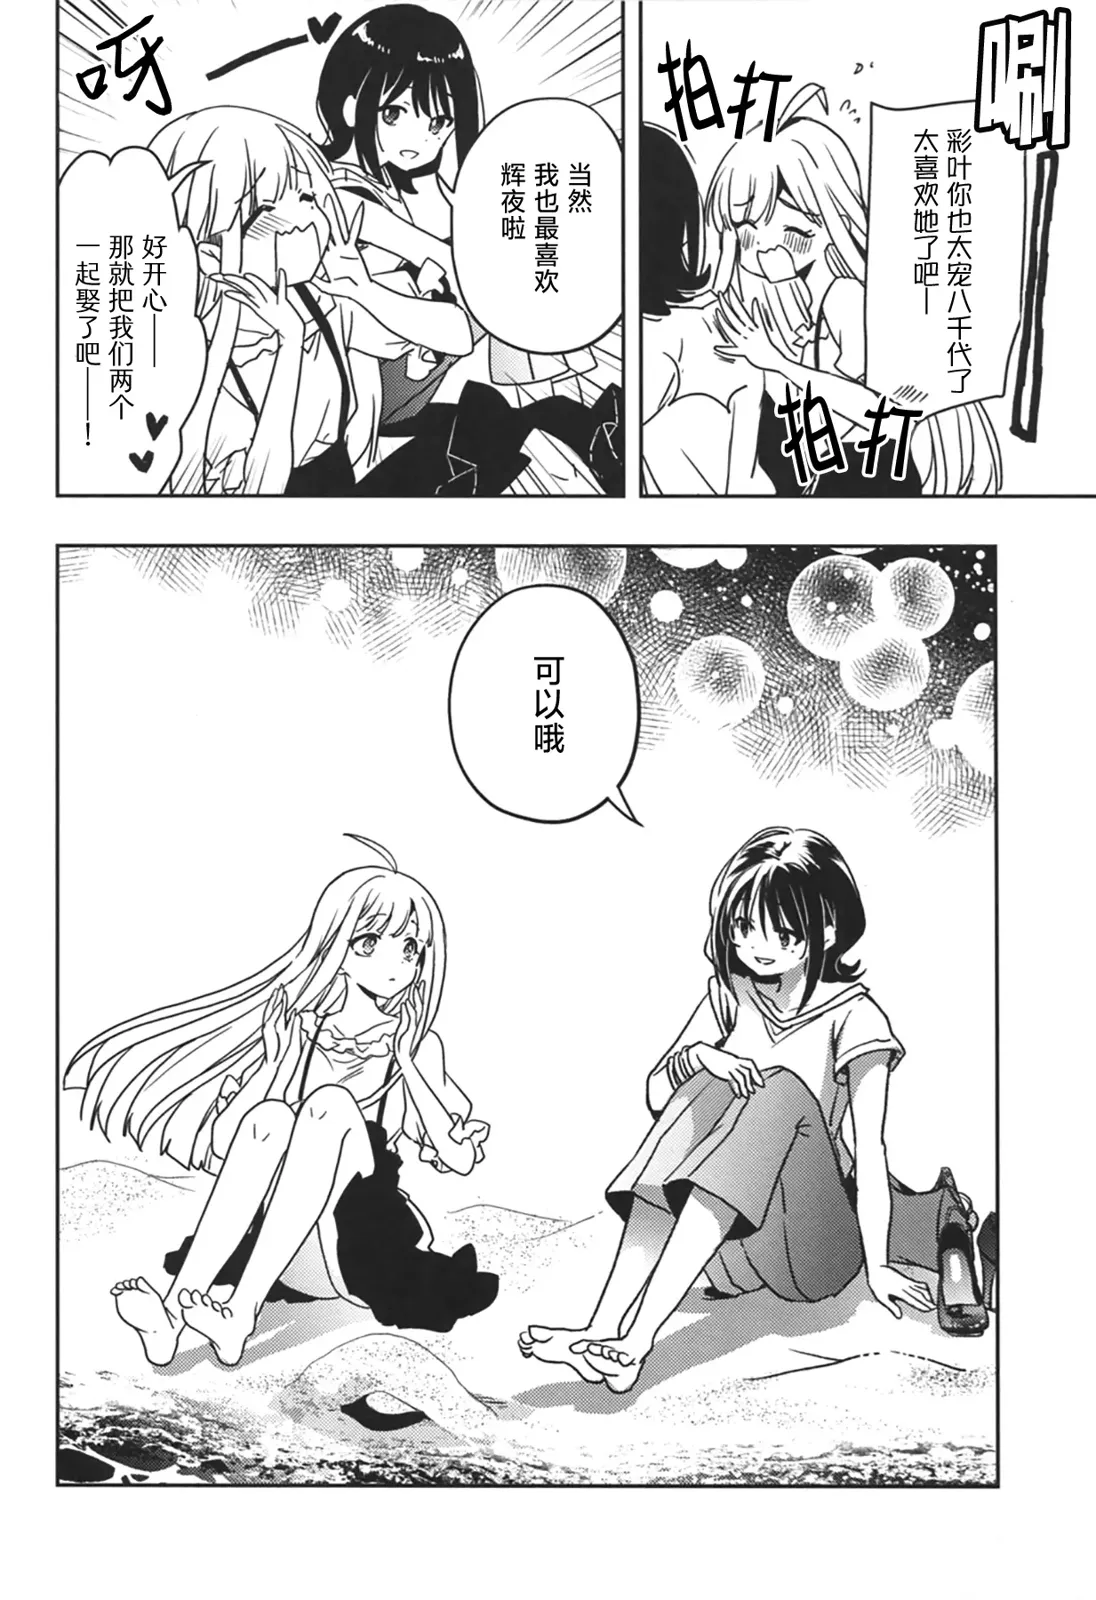 唰
拍打
彩叶你也太宠八千代了
太喜欢她了吧——
拍打
当然
我也最喜欢
辉夜啦
呀
好开心——
那就把我们两个
一起娶了吧——！
可以哦